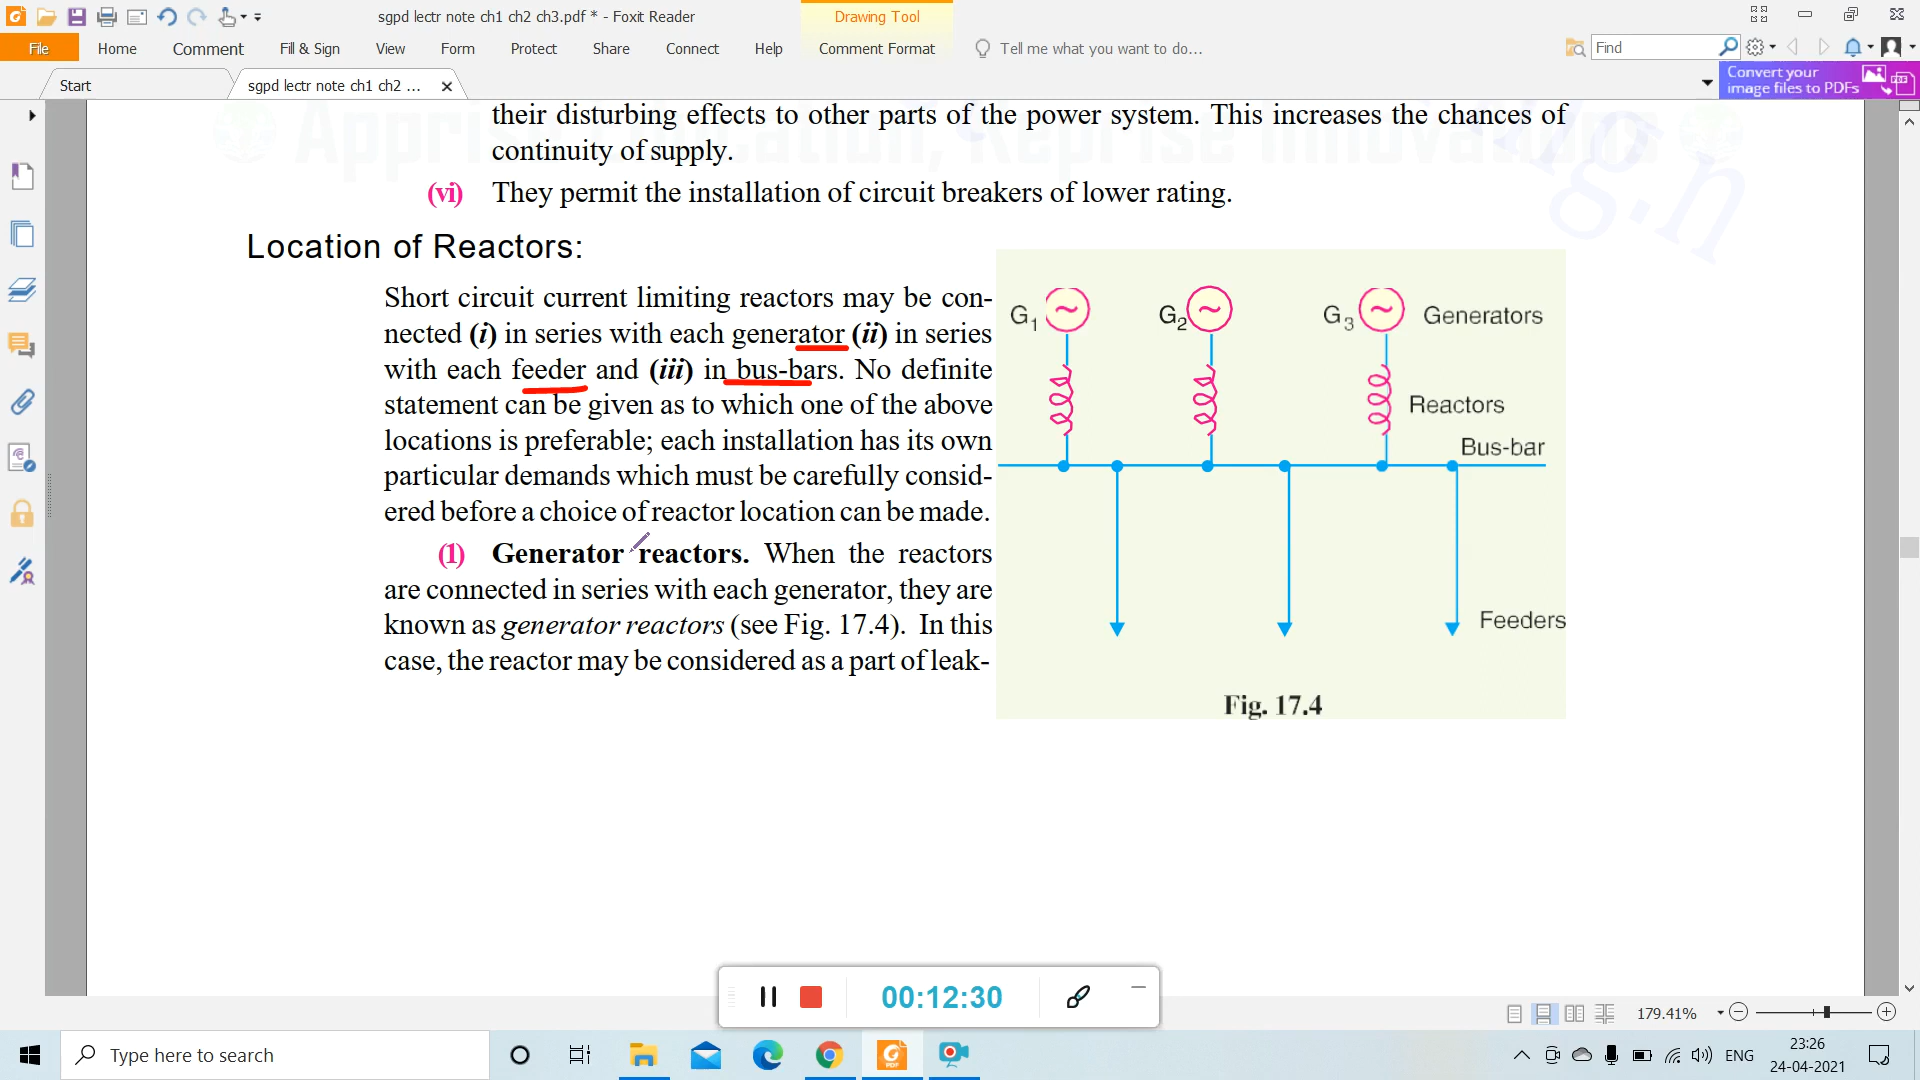 sgpd lectr note ch1 ch2 ch3.pdf * - Foxit Reader
Drawing Tool
File
Home
Comment
Fill & Sign
View
Form
Protect
Share
Connect
Help
Comment Format
Tell me what you want to do...
Find
Start
sgpd lectr note ch1 ch2 ...
Convert your
image files to PDFs
their disturbing effects to other parts of the power system. This increases the chances of
continuity of supply.
(vi) They permit the installation of circuit breakers of lower rating.
Location of Reactors:
Short circuit current limiting reactors may be con-
nected (i) in series with each generator (ii) in series
with each feeder and (iii) in bus-bars. No definite
statement can be given as to which one of the above
locations is preferable; each installation has its own
particular demands which must be carefully consid-
ered before a choice of reactor location can be made.
(1) Generator reactors. When the reactors
are connected in series with each generator, they are
known as generator reactors (see Fig. 17.4). In this
case, the reactor may be considered as a part of leak-
G1
G2
G3
Generators
Reactors
Bus-bar
Feeders
Fig. 17.4
00:12:30
179.41%
Type here to search
ENG
23:26
24-04-2021